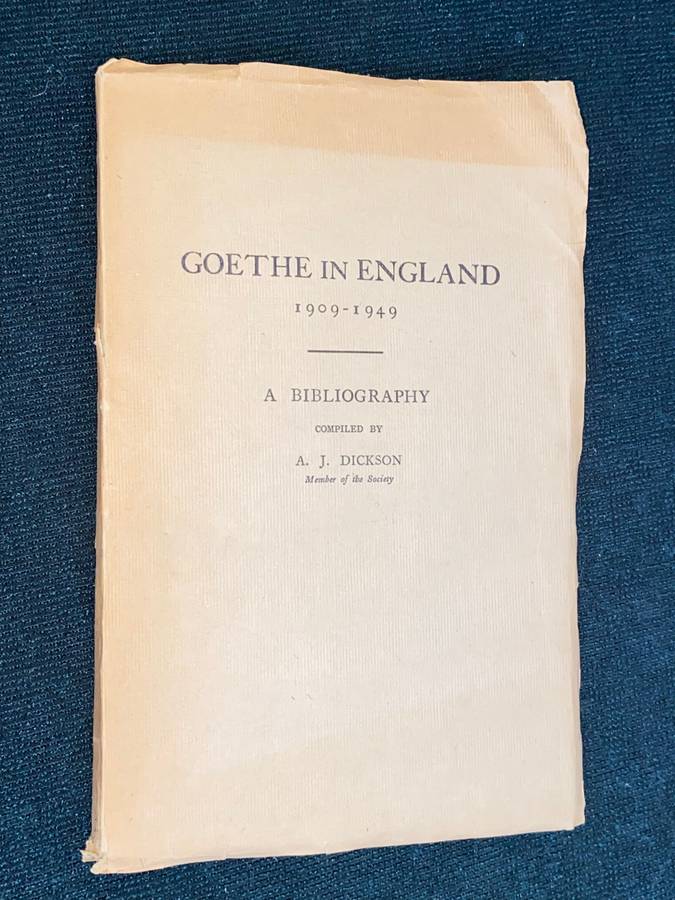 GOETHE IN ENGLAND
1909-1949
A BIBLIOGRAPHY
COMPILED BY
A. J. DICKSON
Member of the Society